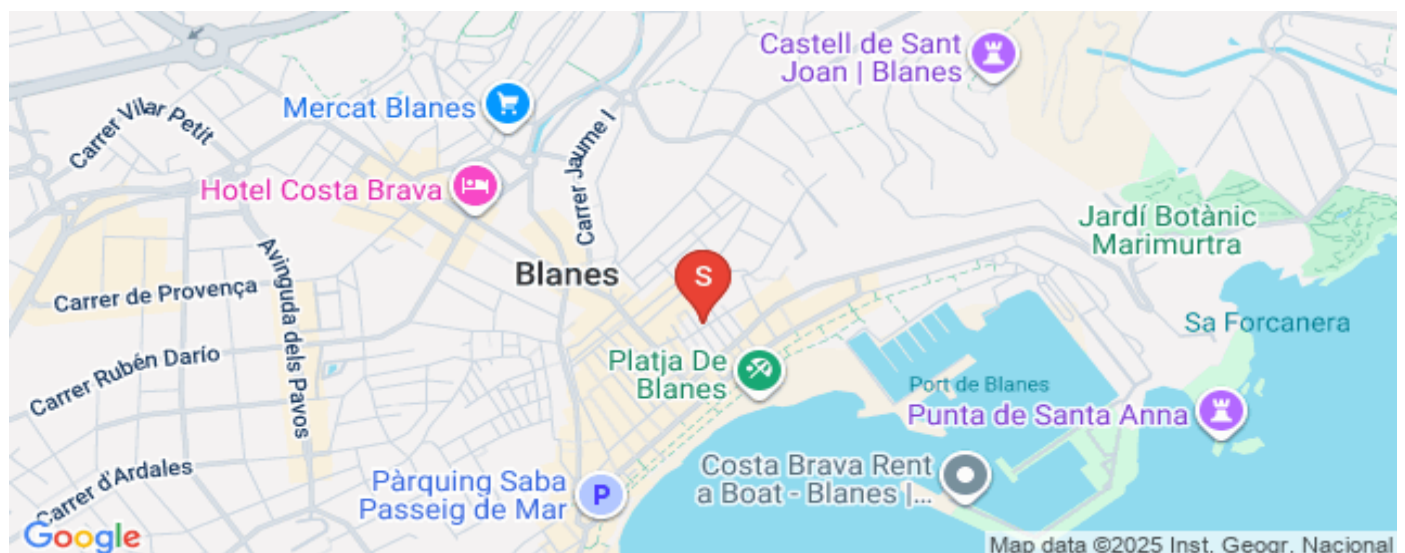 Castell de Sant
Joan | Blanes
Mercat Blanes
Carrer Vilar Petit
Carrer Jaume I
Hotel Costa Brava
Jardí Botànic
Marimurtra
Avinguda dels Pavos
Blanes
S
Carrer de Provença
Sa Forcanera
Carrer Rubén Darío
Platja De
Blanes
Port de Blanes
Punta de Santa Anna
Carrer d'Ardales
Costa Brava Rent
a Boat - Blanes |...
Pàrquing Saba
Passeig de Mar
P
Google
Map data ©2025 Inst. Geogr. Nacional